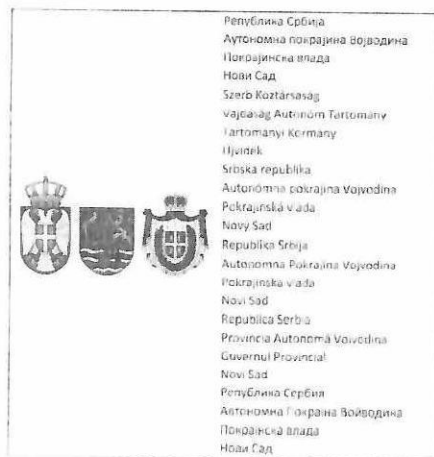 Република Србија
Аутономна покрајина Војводина
Покрајинска влада
Нови Сад
Szerb Köztársaság
Vajdaság Autonóm Tartomány
Tartományi Kormány
Újvidék
Srbská republika
Autonómna pokrajina Vojvodina
Pokrajinská vláda
Nový Sad
Republika Srbija
Autonomna Pokrajina Vojvodina
Pokrajinska vlada
Novi Sad
Republica Serbia
Provincia Autonomă Voivodina
Guvernul Provincial
Novi Sad
Република Сербия
Автономна Покраїна Войводина
Покраїнска влада
Нови Сад